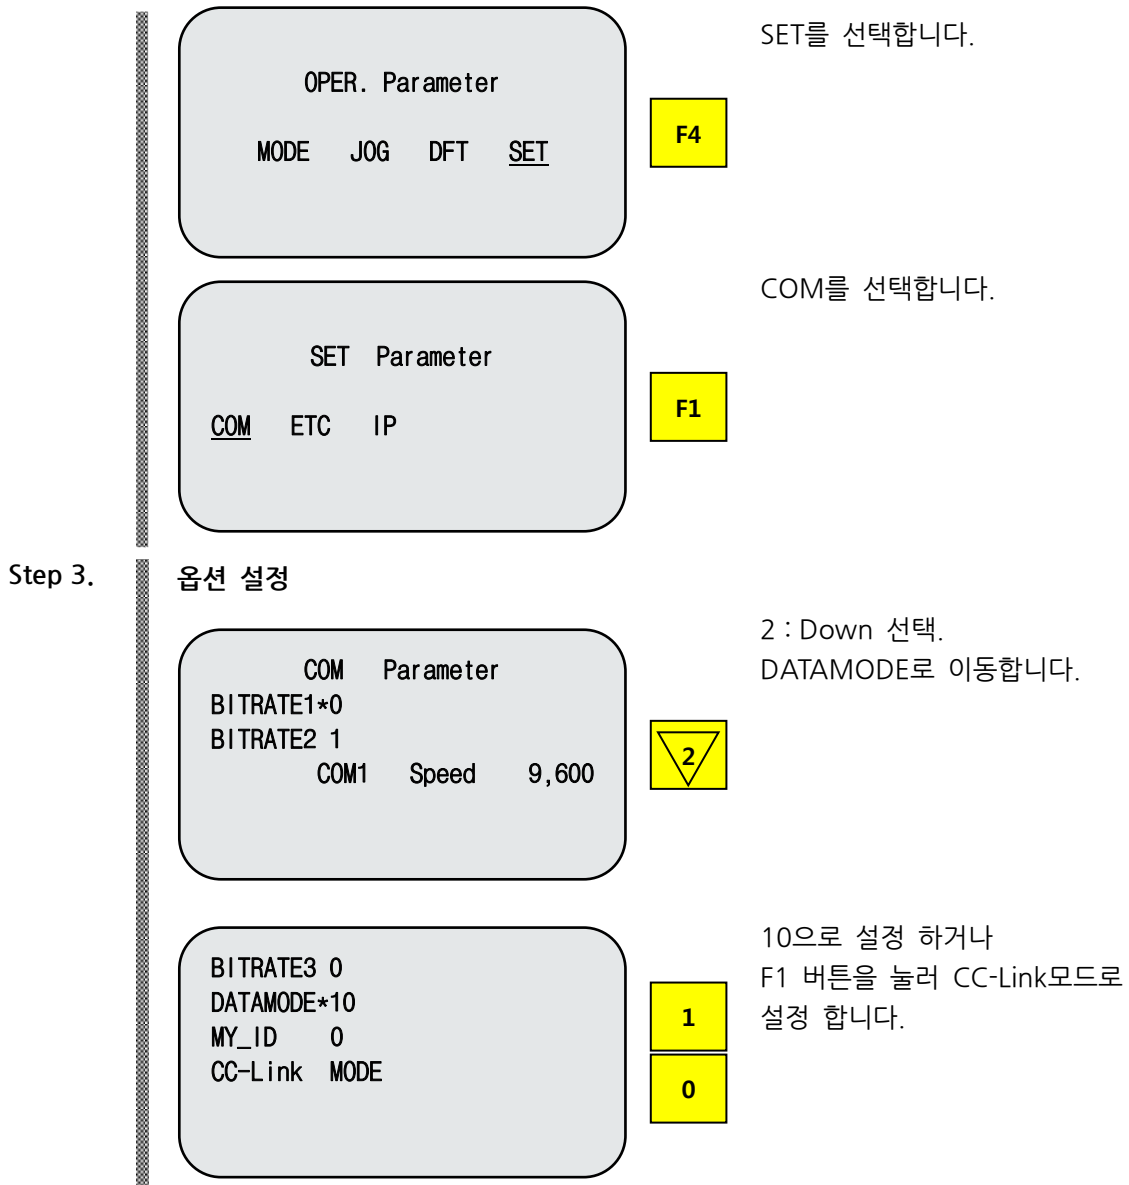 SET를 선택합니다.
OPER. Parameter
MODE JOG DFT SET
F4
COM를 선택합니다.
SET Parameter
COM ETC IP
F1
Step 3. 옵션 설정
2 : Down 선택.
DATAMODE로 이동합니다.
COM Parameter
BITRATE1*0
BITRATE2 1
COM1 Speed 9,600
2
10으로 설정 하거나
F1 버튼을 눌러 CC-Link모드로
설정 합니다.
BITRATE3 0
DATAMODE*10
MY_ID 0
CC-Link MODE
1
0